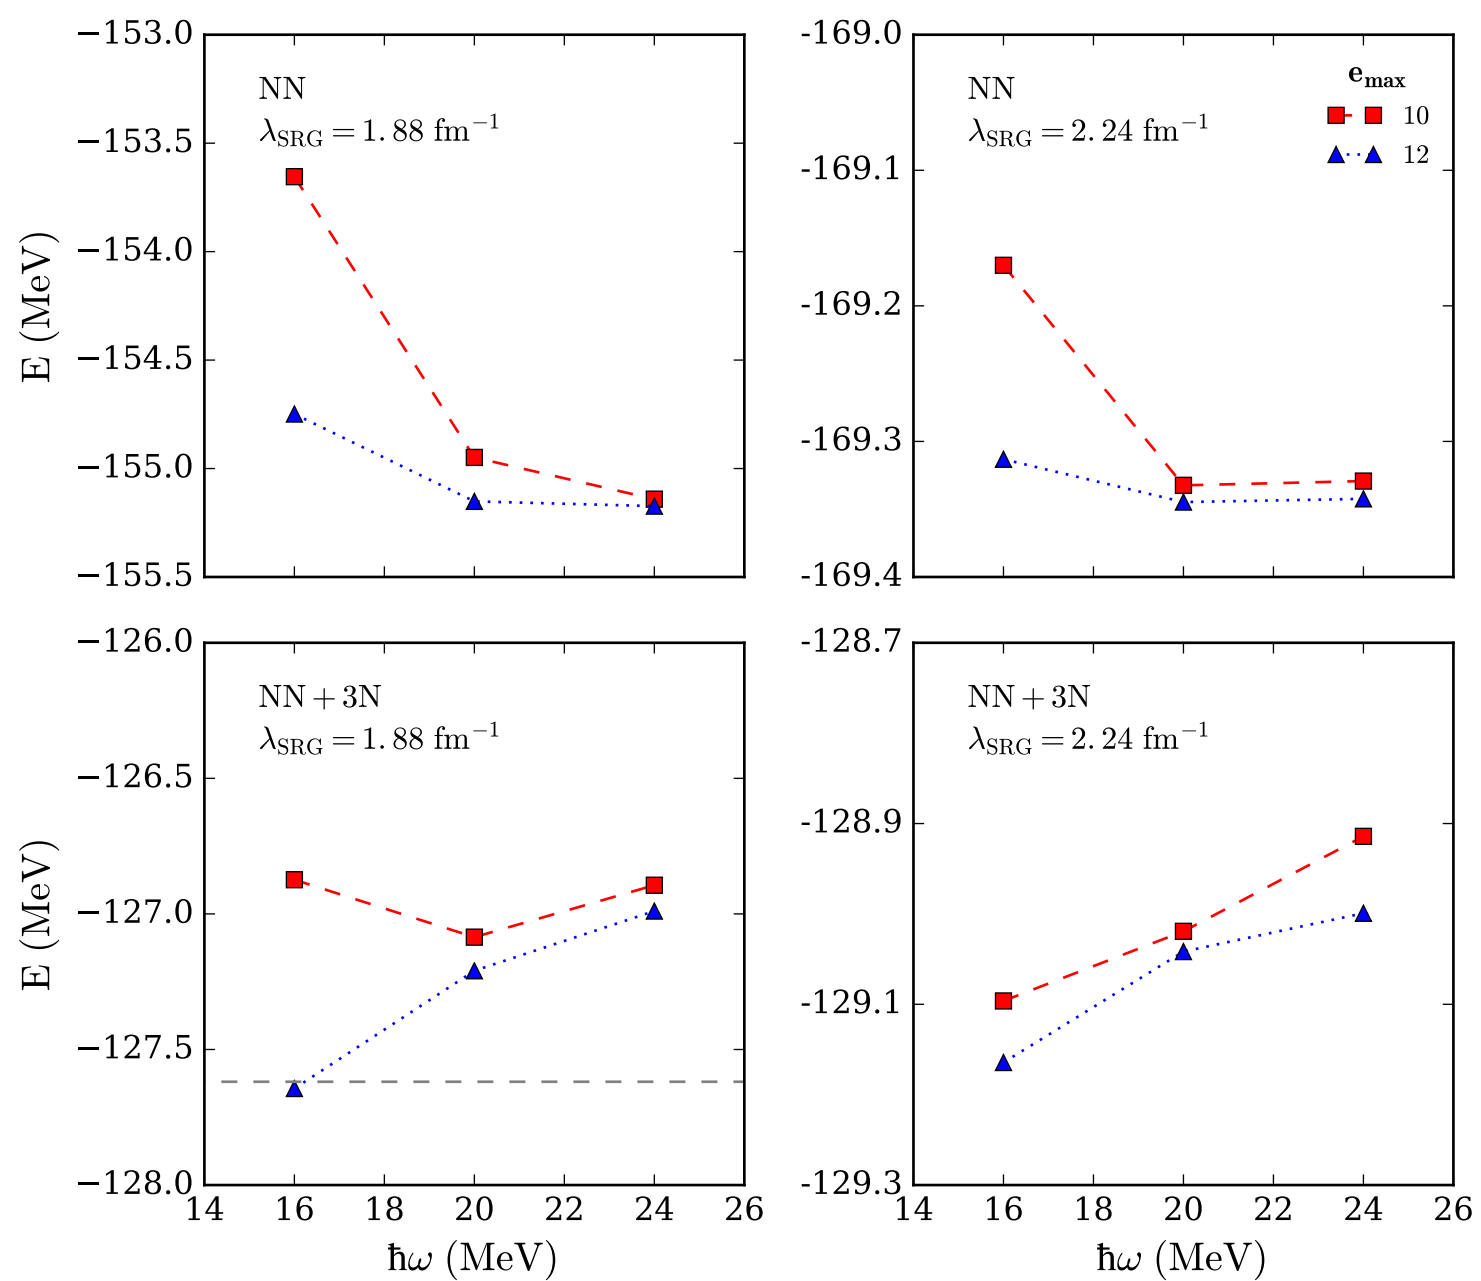 −153.0
−153.5
−154.0
−154.5
−155.0
−155.5
E (MeV)
NN
λSRG = 1.88 fm−1
-169.0
-169.1
-169.2
-169.3
-169.4
NN
λSRG = 2.24 fm−1
emax
10
12
−126.0
−126.5
−127.0
−127.5
−128.0
E (MeV)
NN + 3N
λSRG = 1.88 fm−1
14 16 18 20 22 24 26
ħω (MeV)
-128.7
-128.9
-129.1
-129.3
NN + 3N
λSRG = 2.24 fm−1
14 16 18 20 22 24 26
ħω (MeV)